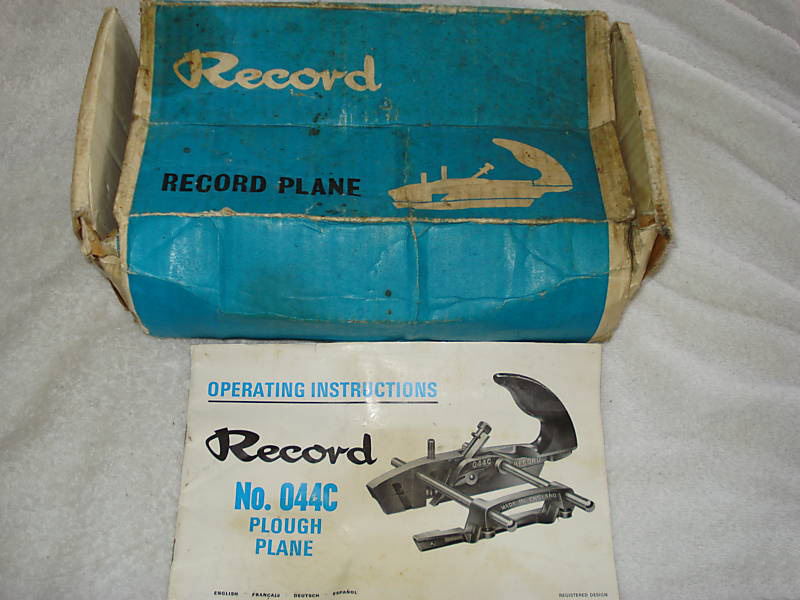 Record
RECORD PLANE
OPERATING INSTRUCTIONS
Record
No. 044C
PLOUGH
PLANE
044C RECORD
MADE IN ENGLAND
ENGLISH FRANÇAIS DEUTSCH ESPAÑOL
REGISTERED DESIGN